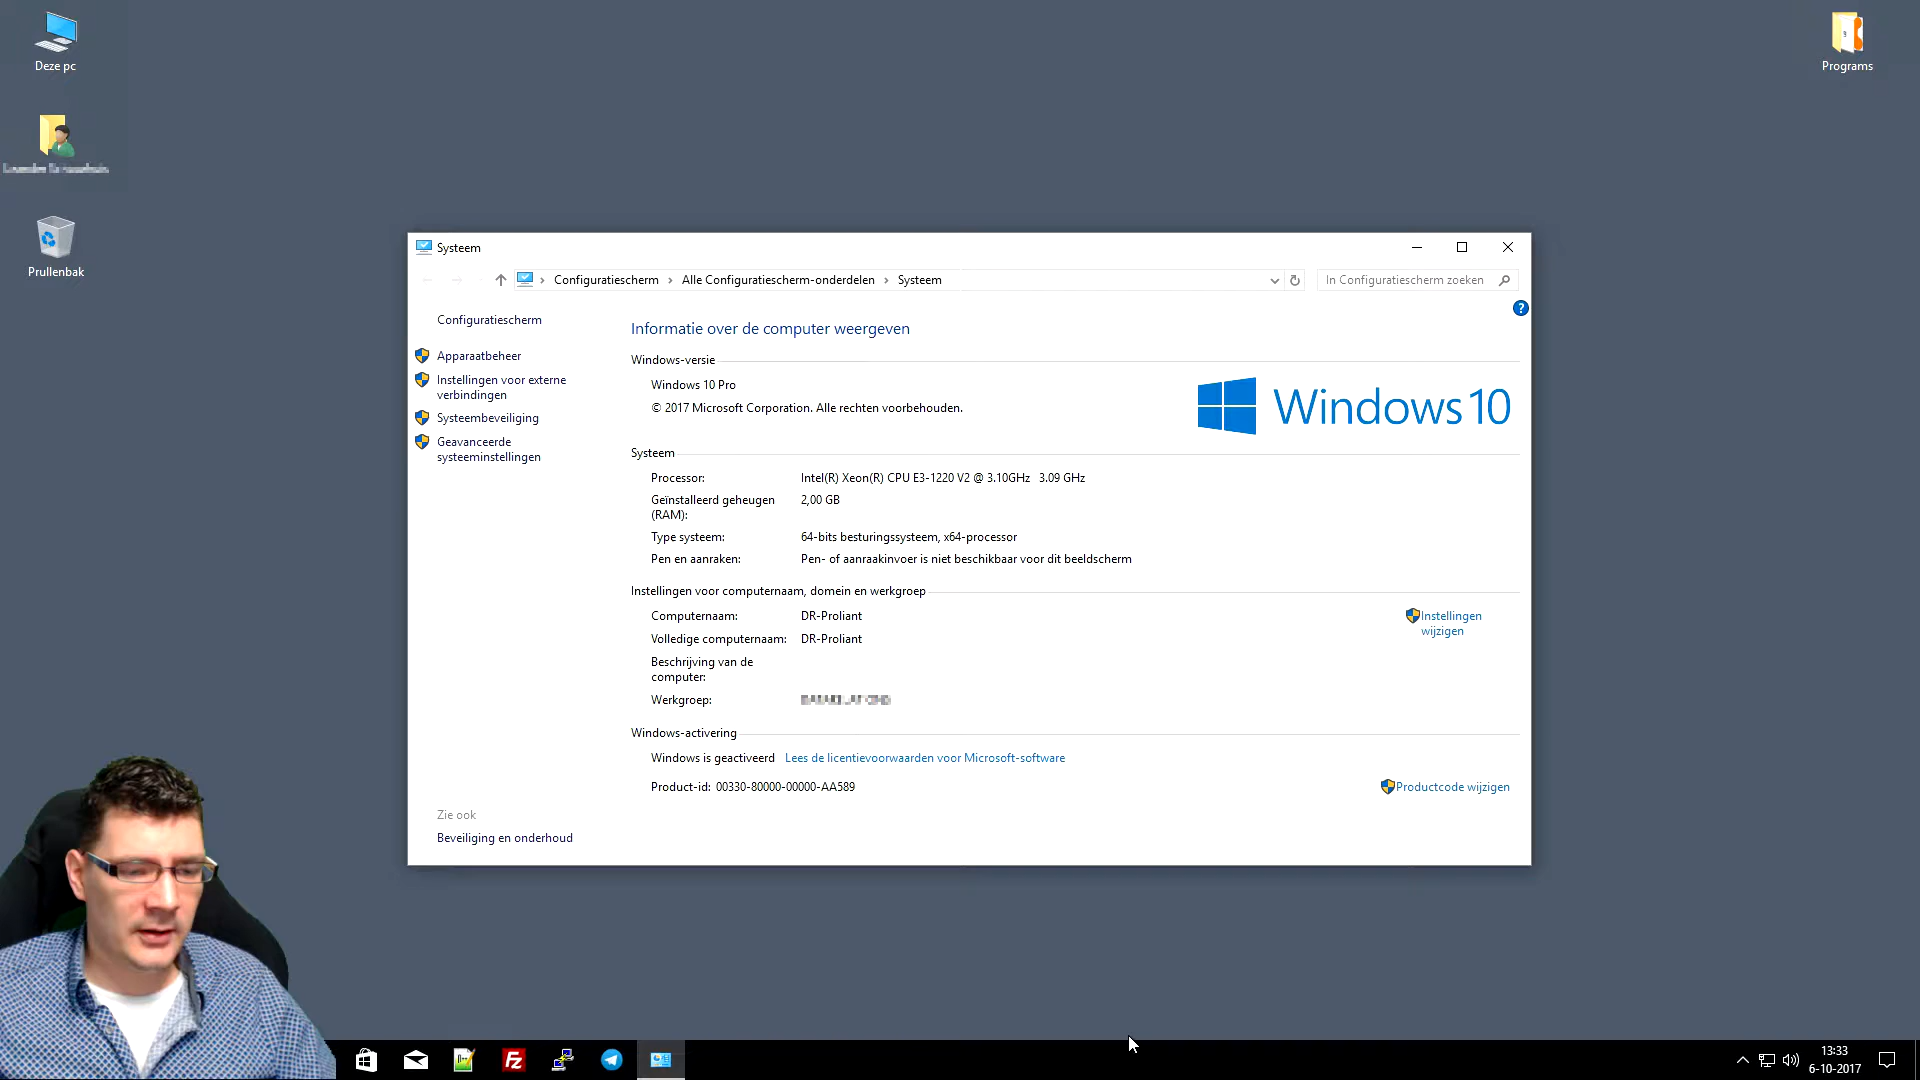 Deze pc
Programs
Prullenbak
Systeem
Configuratiescherm › Alle Configuratiescherm-onderdelen › Systeem
In Configuratiescherm zoeken
?
Configuratiescherm
Apparaatbeheer
Instellingen voor externe
verbindingen
Systeembeveiliging
Geavanceerde
systeeminstellingen
Zie ook
Beveiliging en onderhoud
Informatie over de computer weergeven
Windows-versie
Windows 10 Pro
© 2017 Microsoft Corporation. Alle rechten voorbehouden.
Windows 10
Systeem
Processor: Intel(R) Xeon(R) CPU E3-1220 V2 @ 3.10GHz 3.09 GHz
Geïnstalleerd geheugen 2,00 GB
(RAM):
Type systeem: 64-bits besturingssysteem, x64-processor
Pen en aanraken: Pen- of aanraakinvoer is niet beschikbaar voor dit beeldscherm
Instellingen voor computernaam, domein en werkgroep
Computernaam: DR-Proliant
Instellingen
wijzigen
Volledige computernaam: DR-Proliant
Beschrijving van de
computer:
Werkgroep:
Windows-activering
Windows is geactiveerd Lees de licentievoorwaarden voor Microsoft-software
Product-id: 00330-80000-00000-AA589
Productcode wijzigen
Fz
13:33
6-10-2017